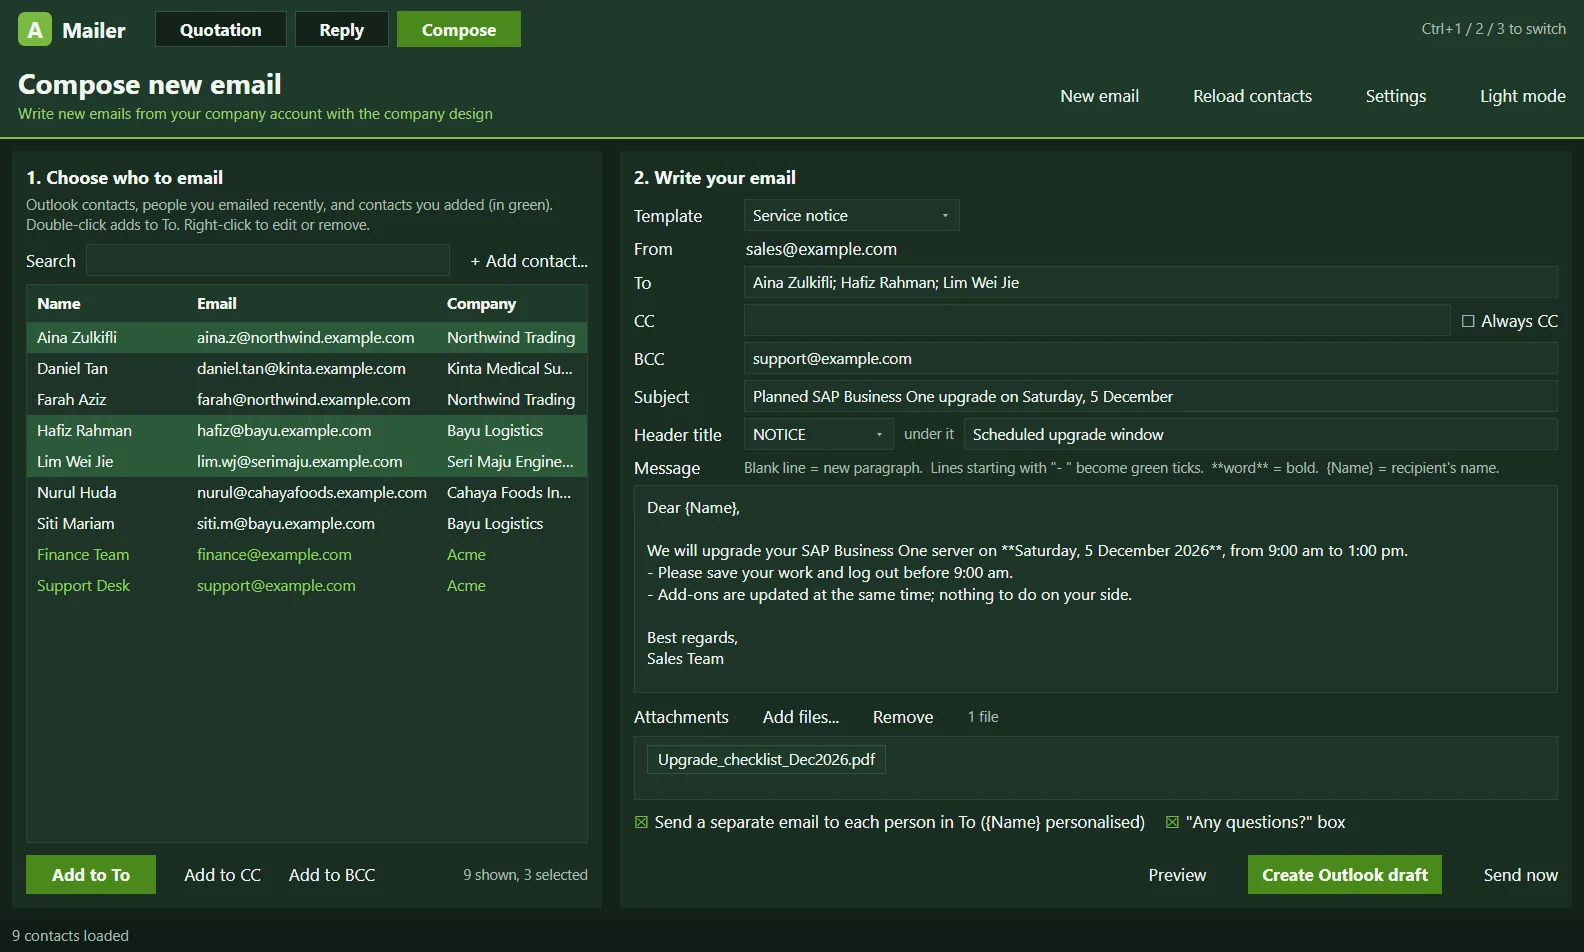 A Mailer
Quotation
Reply
Compose
Ctrl+1 / 2 / 3 to switch
Compose new email
Write new emails from your company account with the company design
New email
Reload contacts
Settings
Light mode
1. Choose who to email
Outlook contacts, people you emailed recently, and contacts you added (in green).
Double-click adds to To. Right-click to edit or remove.
Search
+ Add contact...
Name Email Company
Aina Zulkifli aina.z@northwind.example.com Northwind Trading
Daniel Tan daniel.tan@kinta.example.com Kinta Medical Su...
Farah Aziz farah@northwind.example.com Northwind Trading
Hafiz Rahman hafiz@bayu.example.com Bayu Logistics
Lim Wei Jie lim.wj@serimaju.example.com Seri Maju Engine...
Nurul Huda nurul@cahayafoods.example.com Cahaya Foods In...
Siti Mariam siti.m@bayu.example.com Bayu Logistics
Finance Team finance@example.com Acme
Support Desk support@example.com Acme
Add to To
Add to CC
Add to BCC
9 shown, 3 selected
2. Write your email
Template Service notice
From sales@example.com
To Aina Zulkifli; Hafiz Rahman; Lim Wei Jie
CC Always CC
BCC support@example.com
Subject Planned SAP Business One upgrade on Saturday, 5 December
Header title NOTICE under it Scheduled upgrade window
Message Blank line = new paragraph. Lines starting with "- " become green ticks. **word** = bold. {Name} = recipient's name.
Dear {Name},
We will upgrade your SAP Business One server on **Saturday, 5 December 2026**, from 9:00 am to 1:00 pm.
- Please save your work and log out before 9:00 am.
- Add-ons are updated at the same time; nothing to do on your side.
Best regards,
Sales Team
Attachments Add files... Remove 1 file
Upgrade_checklist_Dec2026.pdf
Send a separate email to each person in To ({Name} personalised) "Any questions?" box
Preview
Create Outlook draft
Send now
9 contacts loaded